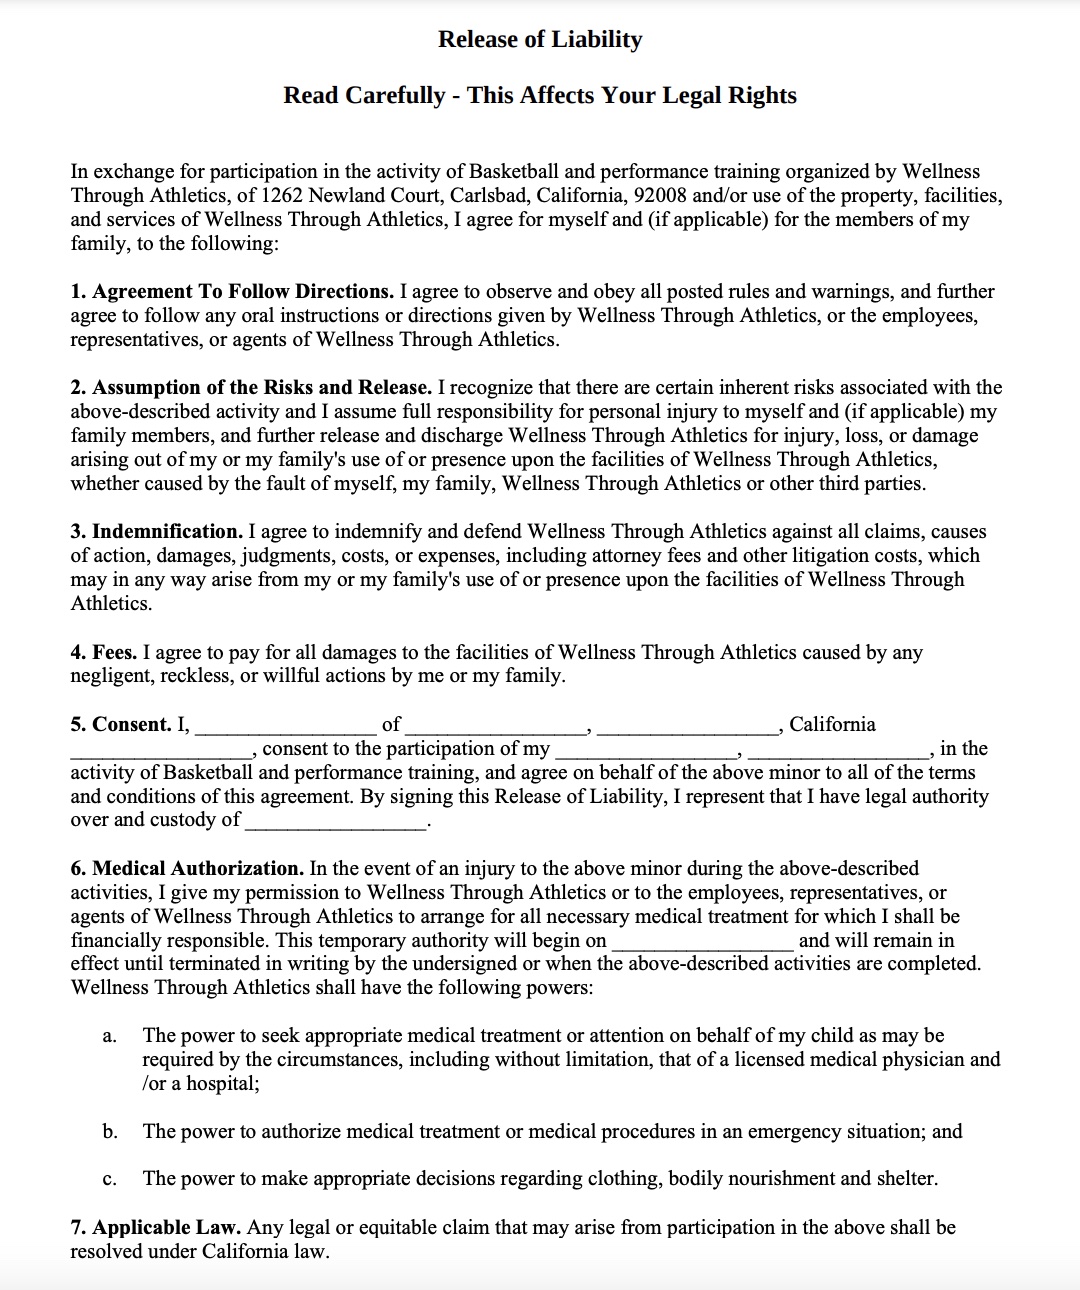 Release of Liability
Read Carefully - This Affects Your Legal Rights
In exchange for participation in the activity of Basketball and performance training organized by Wellness
Through Athletics, of 1262 Newland Court, Carlsbad, California, 92008 and/or use of the property, facilities,
and services of Wellness Through Athletics, I agree for myself and (if applicable) for the members of my
family, to the following:
1. Agreement To Follow Directions. I agree to observe and obey all posted rules and warnings, and further
agree to follow any oral instructions or directions given by Wellness Through Athletics, or the employees,
representatives, or agents of Wellness Through Athletics.
2. Assumption of the Risks and Release. I recognize that there are certain inherent risks associated with the
above-described activity and I assume full responsibility for personal injury to myself and (if applicable) my
family members, and further release and discharge Wellness Through Athletics for injury, loss, or damage
arising out of my or my family's use of or presence upon the facilities of Wellness Through Athletics,
whether caused by the fault of myself, my family, Wellness Through Athletics or other third parties.
3. Indemnification. I agree to indemnify and defend Wellness Through Athletics against all claims, causes
of action, damages, judgments, costs, or expenses, including attorney fees and other litigation costs, which
may in any way arise from my or my family's use of or presence upon the facilities of Wellness Through
Athletics.
4. Fees. I agree to pay for all damages to the facilities of Wellness Through Athletics caused by any
negligent, reckless, or willful actions by me or my family.
5. Consent. I, __________________ of __________________, __________________, California
__________________, consent to the participation of my __________________, __________________, in the
activity of Basketball and performance training, and agree on behalf of the above minor to all of the terms
and conditions of this agreement. By signing this Release of Liability, I represent that I have legal authority
over and custody of __________________.
6. Medical Authorization. In the event of an injury to the above minor during the above-described
activities, I give my permission to Wellness Through Athletics or to the employees, representatives, or
agents of Wellness Through Athletics to arrange for all necessary medical treatment for which I shall be
financially responsible. This temporary authority will begin on __________________ and will remain in
effect until terminated in writing by the undersigned or when the above-described activities are completed.
Wellness Through Athletics shall have the following powers:
a. The power to seek appropriate medical treatment or attention on behalf of my child as may be
required by the circumstances, including without limitation, that of a licensed medical physician and
/or a hospital;
b. The power to authorize medical treatment or medical procedures in an emergency situation; and
c. The power to make appropriate decisions regarding clothing, bodily nourishment and shelter.
7. Applicable Law. Any legal or equitable claim that may arise from participation in the above shall be
resolved under California law.